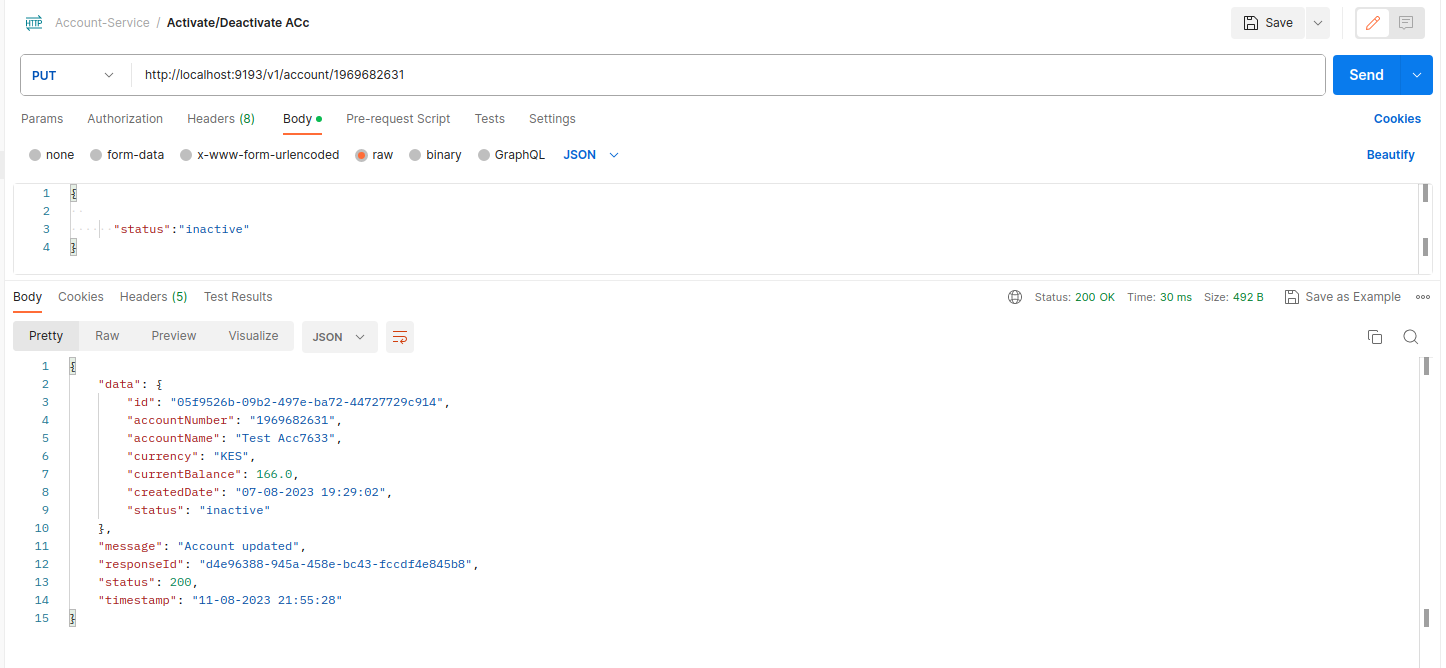 HTTP Account-Service / Activate/Deactivate ACc Save
PUT http://localhost:9193/v1/account/1969682631 Send
Params Authorization Headers (8) Body Pre-request Script Tests Settings Cookies
none form-data x-www-form-urlencoded raw binary GraphQL JSON Beautify
1 {
2
3 "status":"inactive"
4 }
Body Cookies Headers (5) Test Results Status: 200 OK Time: 30 ms Size: 492 B Save as Example
Pretty Raw Preview Visualize JSON
1 {
2 "data": {
3 "id": "05f9526b-09b2-497e-ba72-44727729c914",
4 "accountNumber": "1969682631",
5 "accountName": "Test Acc7633",
6 "currency": "KES",
7 "currentBalance": 166.0,
8 "createdDate": "07-08-2023 19:29:02",
9 "status": "inactive"
10 },
11 "message": "Account updated",
12 "responseId": "d4e96388-945a-458e-bc43-fccdf4e845b8",
13 "status": 200,
14 "timestamp": "11-08-2023 21:55:28"
15 }